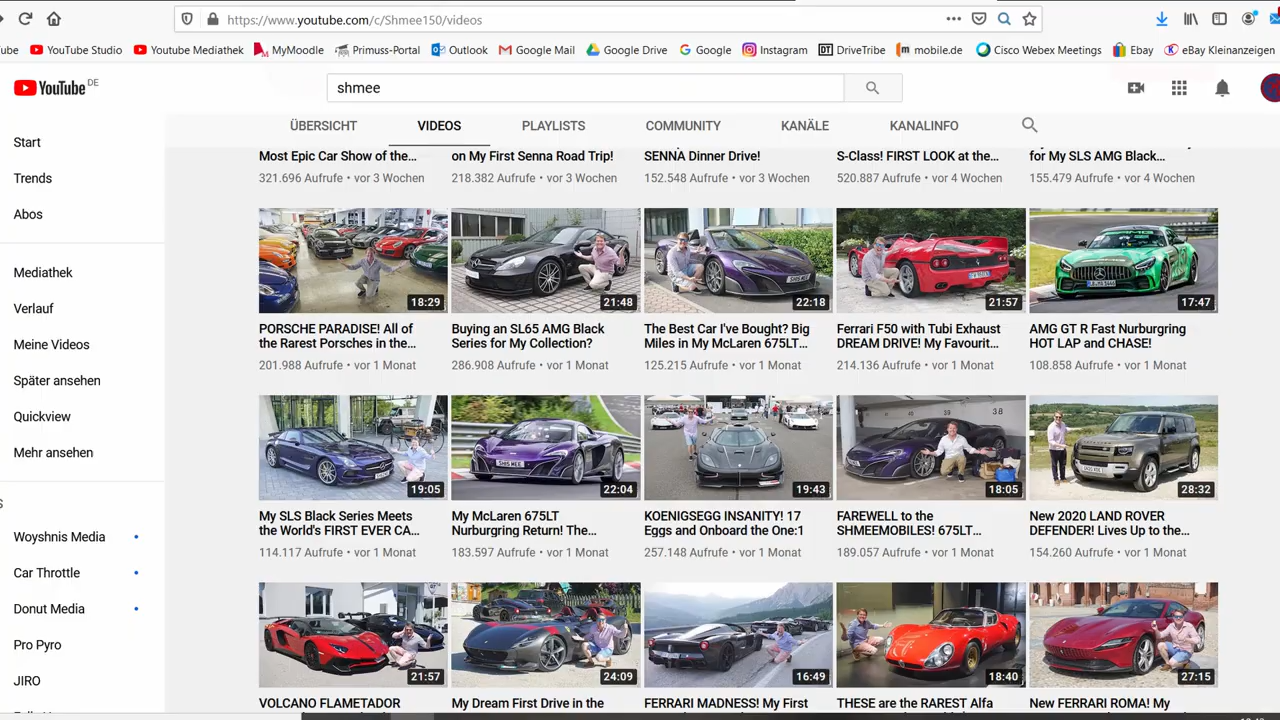 https://www.youtube.com/c/Shmee150/videos
ube YouTube Studio Youtube Mediathek MyMoodle Primuss-Portal Outlook Google Mail Google Drive Google Instagram DT DriveTribe mobile.de Cisco Webex Meetings Ebay eBay Kleinanzeigen
YouTube DE
shmee
ÜBERSICHT VIDEOS PLAYLISTS COMMUNITY KANÄLE KANALINFO
Start
Trends
Abos
Mediathek
Verlauf
Meine Videos
Später ansehen
Quickview
Mehr ansehen
S
Woyshnis Media
Car Throttle
Donut Media
Pro Pyro
JIRO
Most Epic Car Show of the...
321.696 Aufrufe • vor 3 Wochen
on My First Senna Road Trip!
218.382 Aufrufe • vor 3 Wochen
SENNA Dinner Drive!
152.548 Aufrufe • vor 3 Wochen
S-Class! FIRST LOOK at the...
520.887 Aufrufe • vor 4 Wochen
for My SLS AMG Black...
155.479 Aufrufe • vor 4 Wochen
18:29
PORSCHE PARADISE! All of
the Rarest Porsches in the...
201.988 Aufrufe • vor 1 Monat
21:48
Buying an SL65 AMG Black
Series for My Collection?
286.908 Aufrufe • vor 1 Monat
22:18
The Best Car I've Bought? Big
Miles in My McLaren 675LT...
125.215 Aufrufe • vor 1 Monat
21:57
Ferrari F50 with Tubi Exhaust
DREAM DRIVE! My Favourit...
214.136 Aufrufe • vor 1 Monat
17:47
AMG GT R Fast Nurburgring
HOT LAP and CHASE!
108.858 Aufrufe • vor 1 Monat
19:05
My SLS Black Series Meets
the World's FIRST EVER CA...
114.117 Aufrufe • vor 1 Monat
22:04
My McLaren 675LT
Nurburgring Return! The...
183.597 Aufrufe • vor 1 Monat
19:43
KOENIGSEGG INSANITY! 17
Eggs and Onboard the One:1
257.148 Aufrufe • vor 1 Monat
3.8
18:05
FAREWELL to the
SHMEEMOBILES! 675LT...
189.057 Aufrufe • vor 1 Monat
28:32
New 2020 LAND ROVER
DEFENDER! Lives Up to the...
154.260 Aufrufe • vor 1 Monat
21:57
VOLCANO FLAMETADOR
24:09
My Dream First Drive in the
16:49
FERRARI MADNESS! My First
18:40
THESE are the RAREST Alfa
27:15
New FERRARI ROMA! My